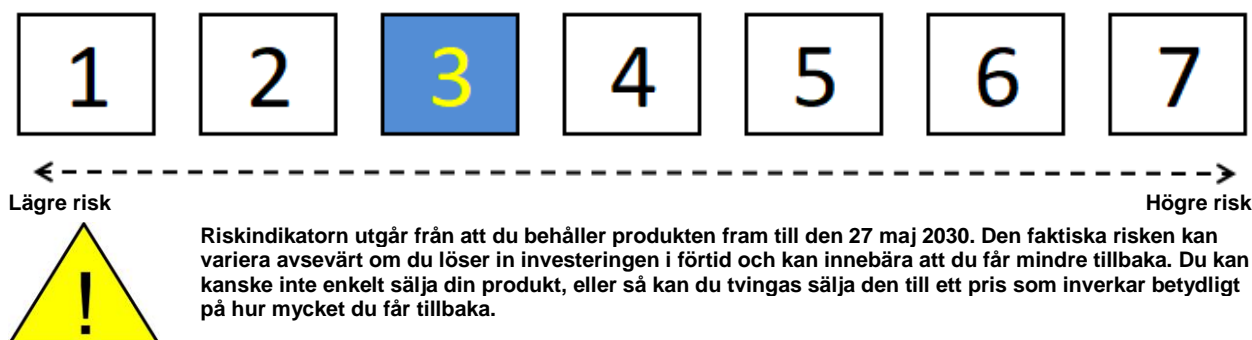 1 2 3 4 5 6 7
Lägre risk Högre risk
Riskindikatorn utgår från att du behåller produkten fram till den 27 maj 2030. Den faktiska risken kan
variera avsevärt om du löser in investeringen i förtid och kan innebära att du får mindre tillbaka. Du kan
kanske inte enkelt sälja din produkt, eller så kan du tvingas sälja den till ett pris som inverkar betydligt
på hur mycket du får tillbaka.
!